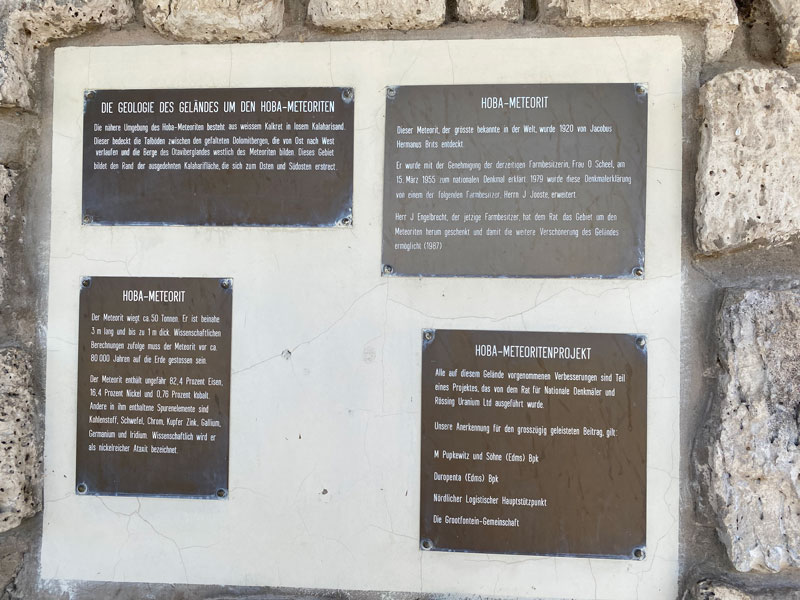 DIE GEOLOGIE DES GELÄNDES UM DEN HOBA-METEORITEN
Die nähere Umgebung des Hoba-Meteoriten besteht aus weissem Kalkret in losem Kalaharisand.
Dieser bedeckt die Talböden zwischen den gefalteten Dolomitbergen, die von Ost nach West
verlaufen und die Berge des Otaviberglandes westlich des Meteoriten bilden. Dieses Gebiet
bildet den Rand der ausgedehnten Kalaharifläche, die sich zum Osten und Südosten erstrect.
HOBA-METEORIT
Dieser Meteorit, der grösste bekannte in der Welt, wurde 1920 von Jacobus
Hermanus Brits entdeckt.
Er wurde mit der Genehmigung der derzeitigen Farmbesitzerin, Frau O Scheel, am
15. März 1955 zum nationalen Denkmal erklärt 1979 wurde diese Denkmalerklärung
von einem der folgenden Farmbesitzer, Herrn J Jooste, erweitert.
Herr J Engelbrecht, der jetzige Farmbesitzer, hat dem Rat das Gebiet um den
Meteoriten herum geschenkt und damit die weitere Verschönerung des Geländes
ermöglicht (1987)
HOBA-METEORIT
Der Meteorit wiegt ca 50 Tonnen. Er ist beinahe
3 m lang und bis zu 1 m dick. Wissenschaftlichen
Berechnungen zufolge muss der Meteorit vor ca.
80 000 Jahren auf die Erde gestossen sein.
Der Meteorit enthält ungefähr 82,4 Prozent Eisen,
16,4 Prozent Nickel und 0,76 Prozent Kobalt.
Andere in ihm enthaltene Spurenelemente sind
Kohlenstoff, Schwefel, Chrom, Kupfer Zink, Gallium,
Germanium und Iridium. Wissenschaftlich wird er
als nickelreicher Ataxit bezeichnet.
HOBA-METEORITENPROJEKT
Alle auf diesem Gelände vorgenommenen Verbesserungen sind Teil
eines Projektes, das von dem Rat für Nationale Denkmäler und
Rössing Uranium Ltd ausgeführt wurde.
Unsere Anerkennung für den grosszügig geleisteten Beitrag, gilt:
M Pupkewitz und Söhne (Edms) Bpk
Duropenta (Edms) Bpk
Nördlicher Logistischer Hauptstützpunkt
Die Grootfontein-Gemeinschaft